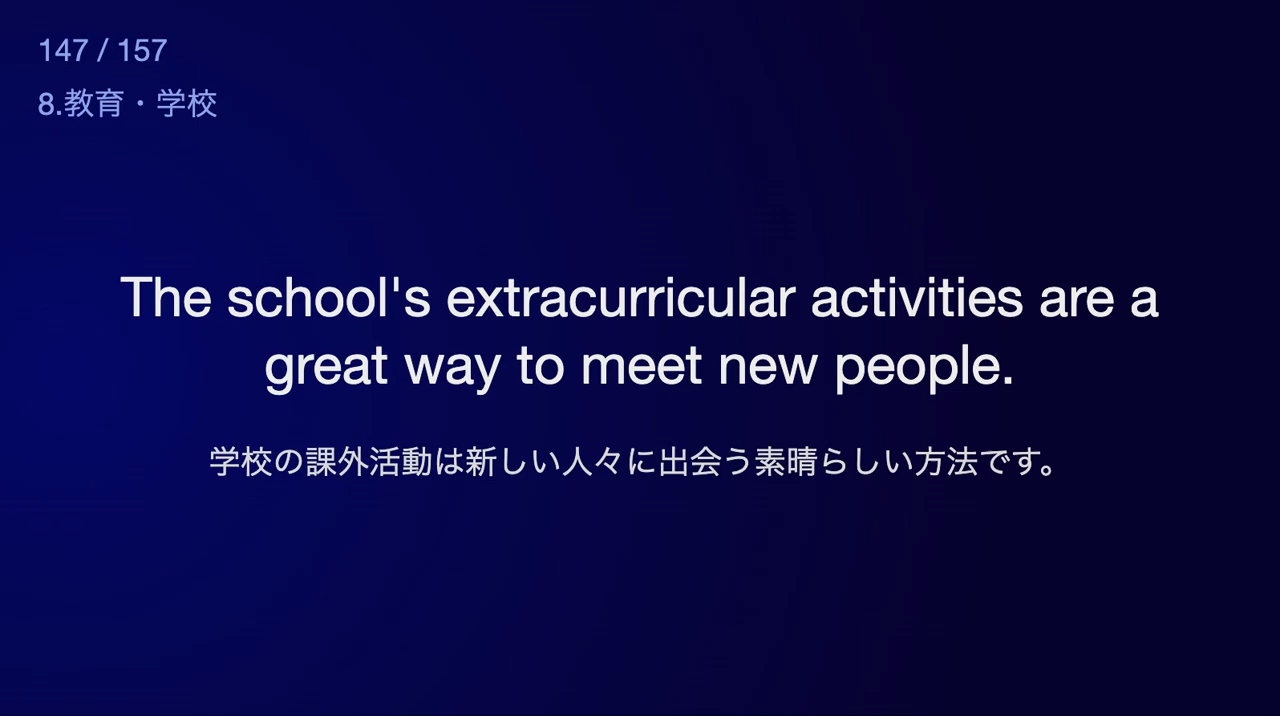 147 / 157
8.教育・学校
The school's extracurricular activities are a
great way to meet new people.
学校の課外活動は新しい人々に出会う素晴らしい方法です。